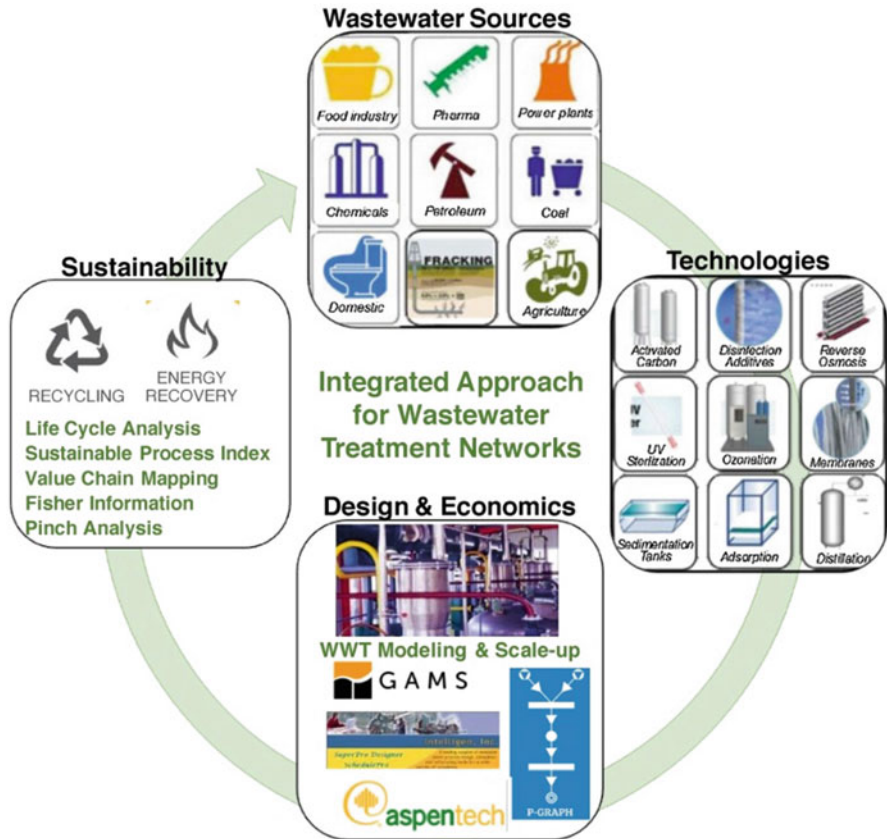 Wastewater Sources
Food industry
Pharma
Power plants
Chemicals
Petroleum
Coal
Domestic
FRACKING
Agriculture
Technologies
Activated
Carbon
Disinfection
Additives
Reverse
Osmosis
UV
Sterlization
Ozonation
Membranes
Sedimentation
Tanks
Adsorption
Distillation
Sustainability
RECYCLING
ENERGY
RECOVERY
Life Cycle Analysis
Sustainable Process Index
Value Chain Mapping
Fisher Information
Pinch Analysis
Integrated Approach
for Wastewater
Treatment Networks
Design & Economics
WWT Modeling & Scale-up
GAMS
Intelligen, Inc.
SuperPro Designer
SchedulePro
aspentech
P-GRAPH